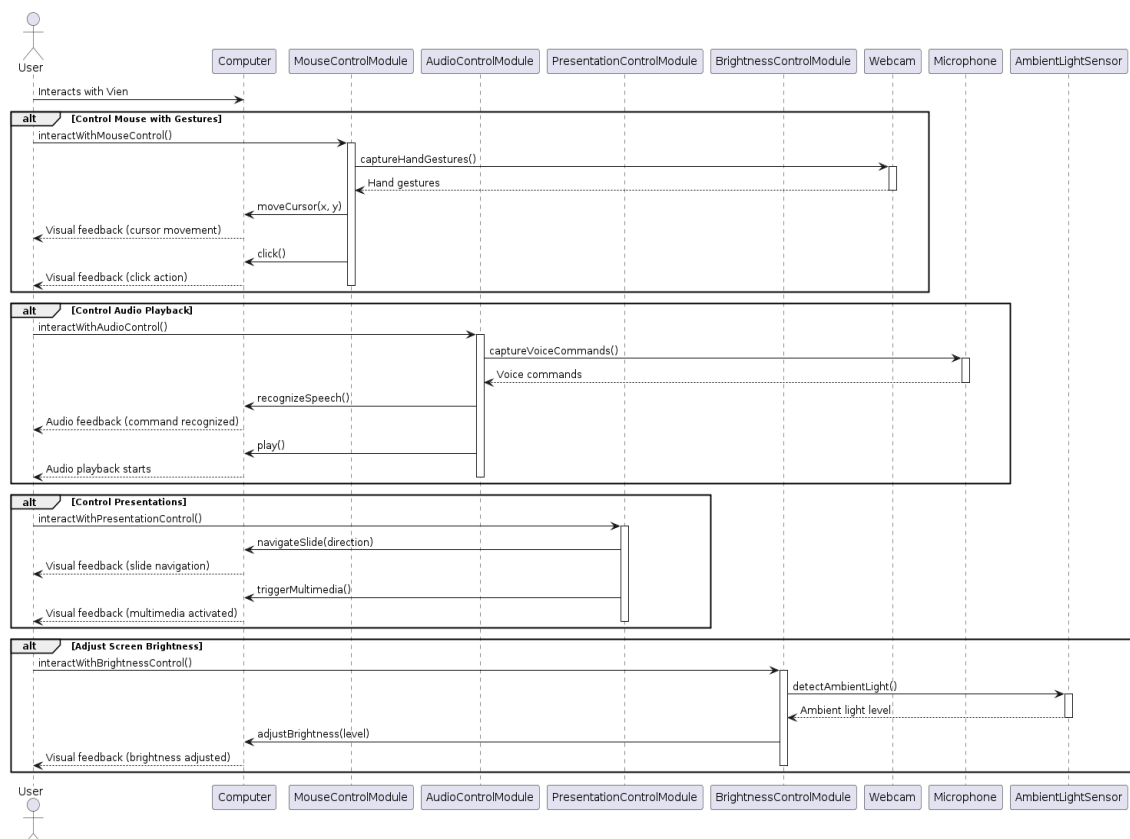 User
Computer
MouseControlModule
AudioControlModule
PresentationControlModule
BrightnessControlModule
Webcam
Microphone
AmbientLightSensor
Interacts with Vien
alt
[Control Mouse with Gestures]
interactWithMouseControl()
captureHandGestures()
Hand gestures
moveCursor(x, y)
Visual feedback (cursor movement)
click()
Visual feedback (click action)
alt
[Control Audio Playback]
interactWithAudioControl()
captureVoiceCommands()
Voice commands
recognizeSpeech()
Audio feedback (command recognized)
play()
Audio playback starts
alt
[Control Presentations]
interactWithPresentationControl()
navigateSlide(direction)
Visual feedback (slide navigation)
triggerMultimedia()
Visual feedback (multimedia activated)
alt
[Adjust Screen Brightness]
interactWithBrightnessControl()
detectAmbientLight()
Ambient light level
adjustBrightness(level)
Visual feedback (brightness adjusted)
User
Computer
MouseControlModule
AudioControlModule
PresentationControlModule
BrightnessControlModule
Webcam
Microphone
AmbientLightSensor